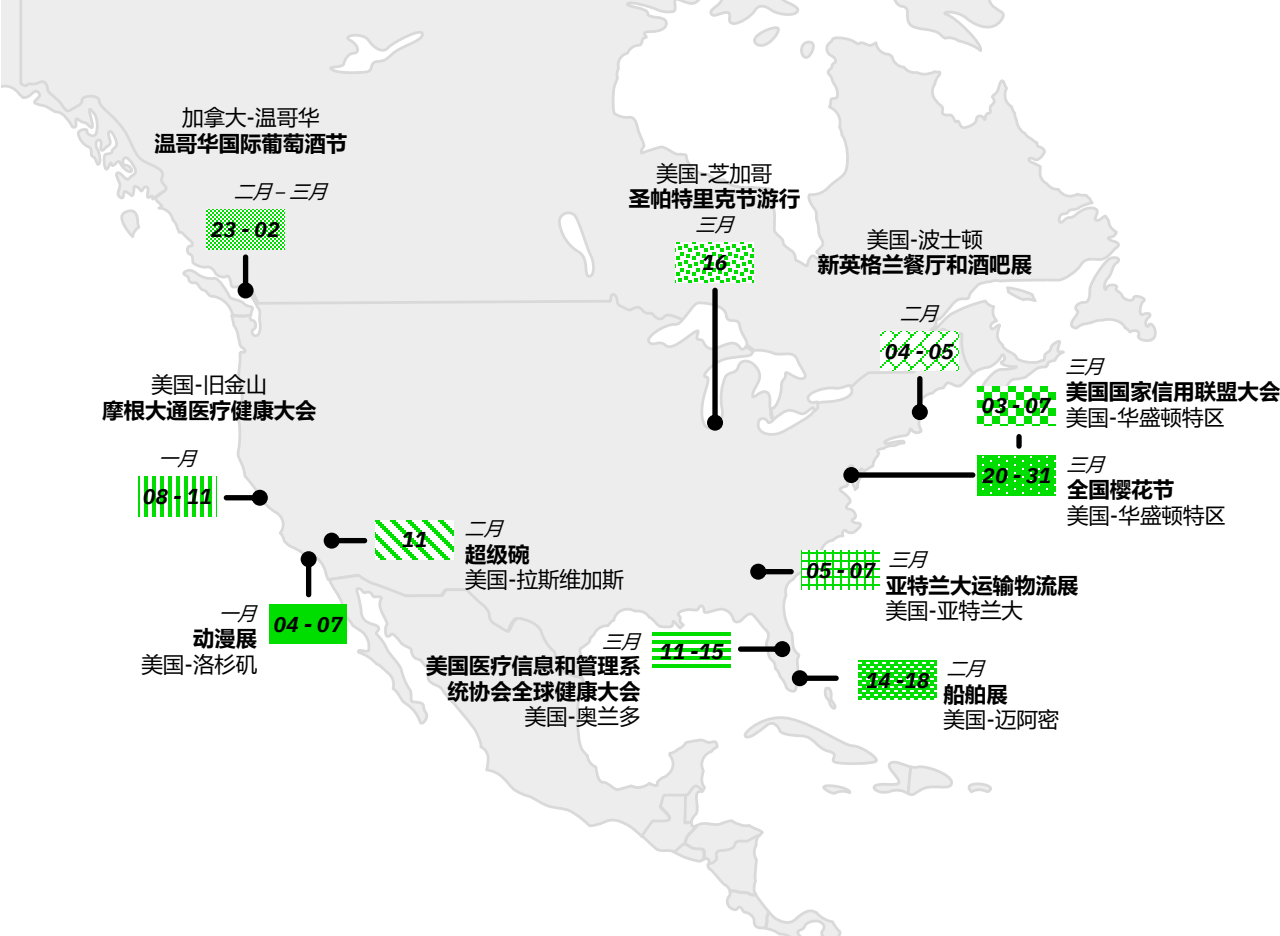 加拿大-温哥华
温哥华国际葡萄酒节
二月 – 三月
23 - 02
美国-芝加哥
圣帕特里克节游行
三月
16
美国-波士顿
新英格兰餐厅和酒吧展
二月
04 - 05
三月
美国国家信用联盟大会
美国-华盛顿特区
03 - 07
三月
全国樱花节
美国-华盛顿特区
20 - 31
美国-旧金山
摩根大通医疗健康大会
一月
08 - 11
11
二月
超级碗
美国-拉斯维加斯
05 - 07
三月
亚特兰大运输物流展
美国-亚特兰大
一月
动漫展
美国-洛杉矶
04 - 07
三月
美国医疗信息和管理系
统协会全球健康大会
美国-奥兰多
11 -15
14 -18
二月
船舶展
美国-迈阿密